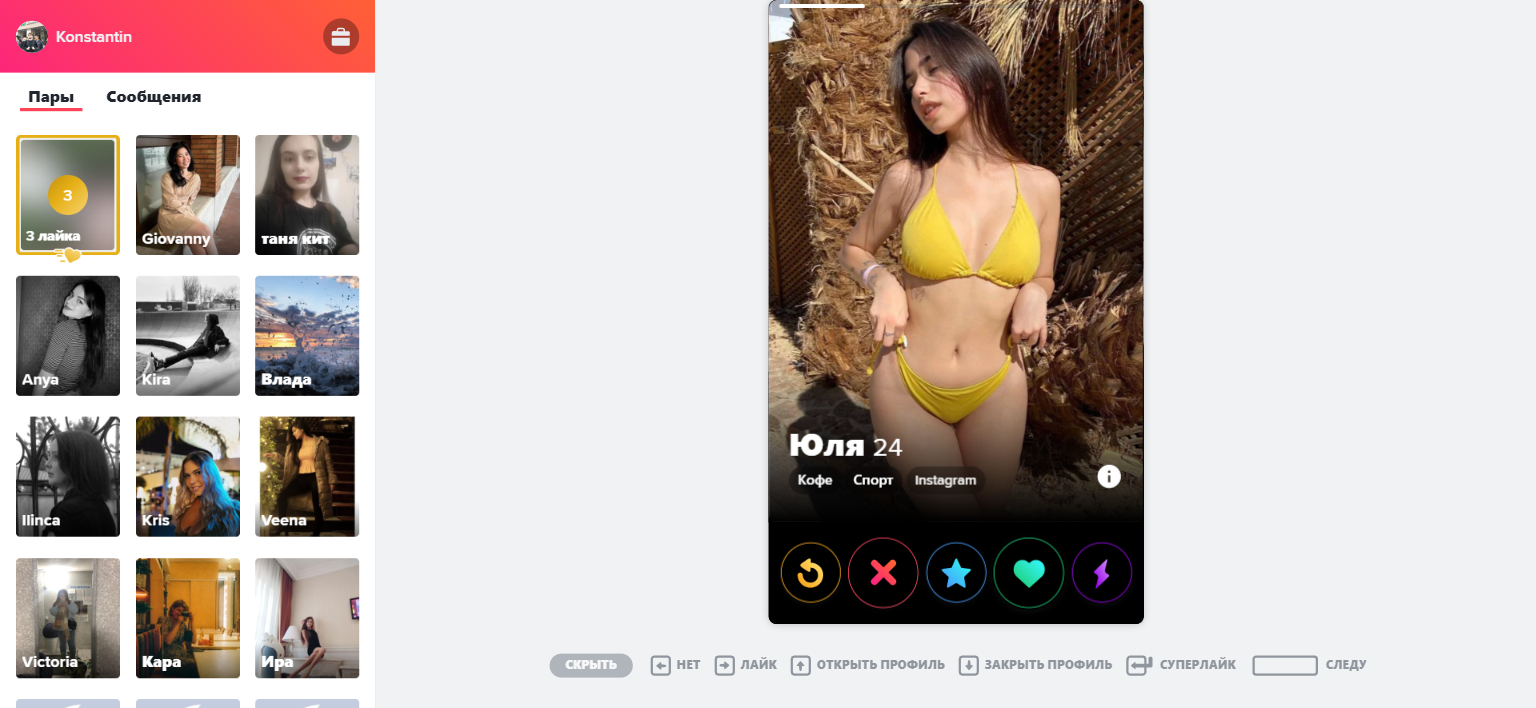 Konstantin
Пары Сообщения
3
3 лайка
Giovanny
таня кит
Anya
Kira
Влада
Ilinca
Kris
Veena
Victoria
Кара
Ира
Юля 24
Кофе Спорт Instagram
СКРЫТЬ НЕТ ЛАЙК ОТКРЫТЬ ПРОФИЛЬ ЗАКРЫТЬ ПРОФИЛЬ СУПЕРЛАЙК СЛЕДУ